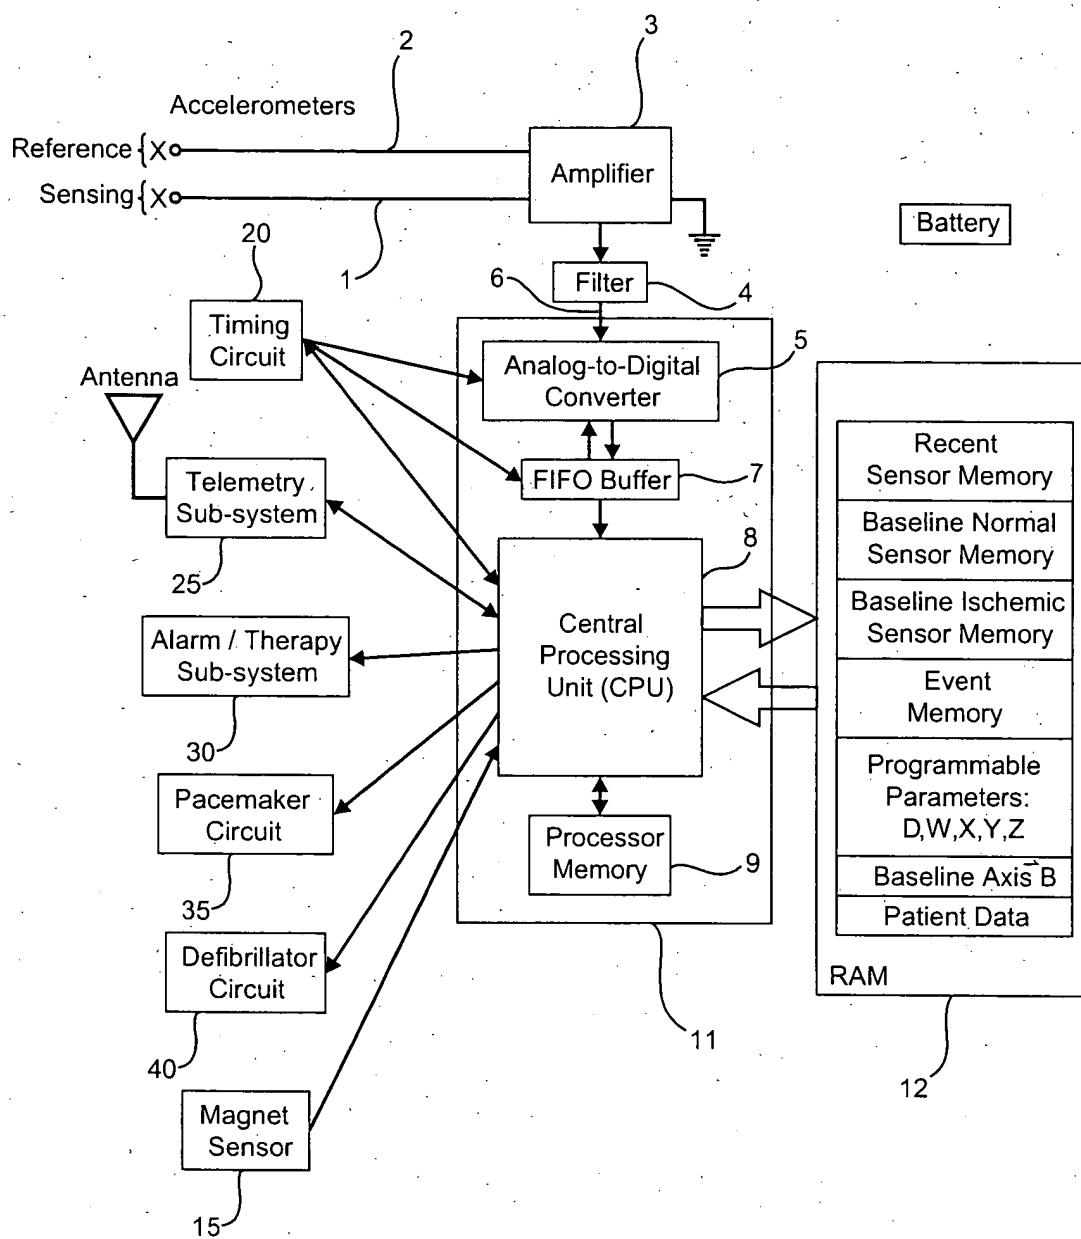 2
3
Accelerometers
Reference { X
Sensing { X
Amplifier
Battery
20
1
6
Filter
4
Timing
Circuit
5
Analog-to-Digital
Converter
Antenna
Telemetry
Sub-system
25
FIFO Buffer
7
8
Central
Processing
Unit (CPU)
Alarm / Therapy
Sub-system
30
Pacemaker
Circuit
35
Processor
Memory
9
Defibrillator
Circuit
40
11
Magnet
Sensor
15
Recent
Sensor Memory
Baseline Normal
Sensor Memory
Baseline Ischemic
Sensor Memory
Event
Memory
Programmable
Parameters:
D,W,X,Y,Z
Baseline Axis B⃗
Patient Data
RAM
12